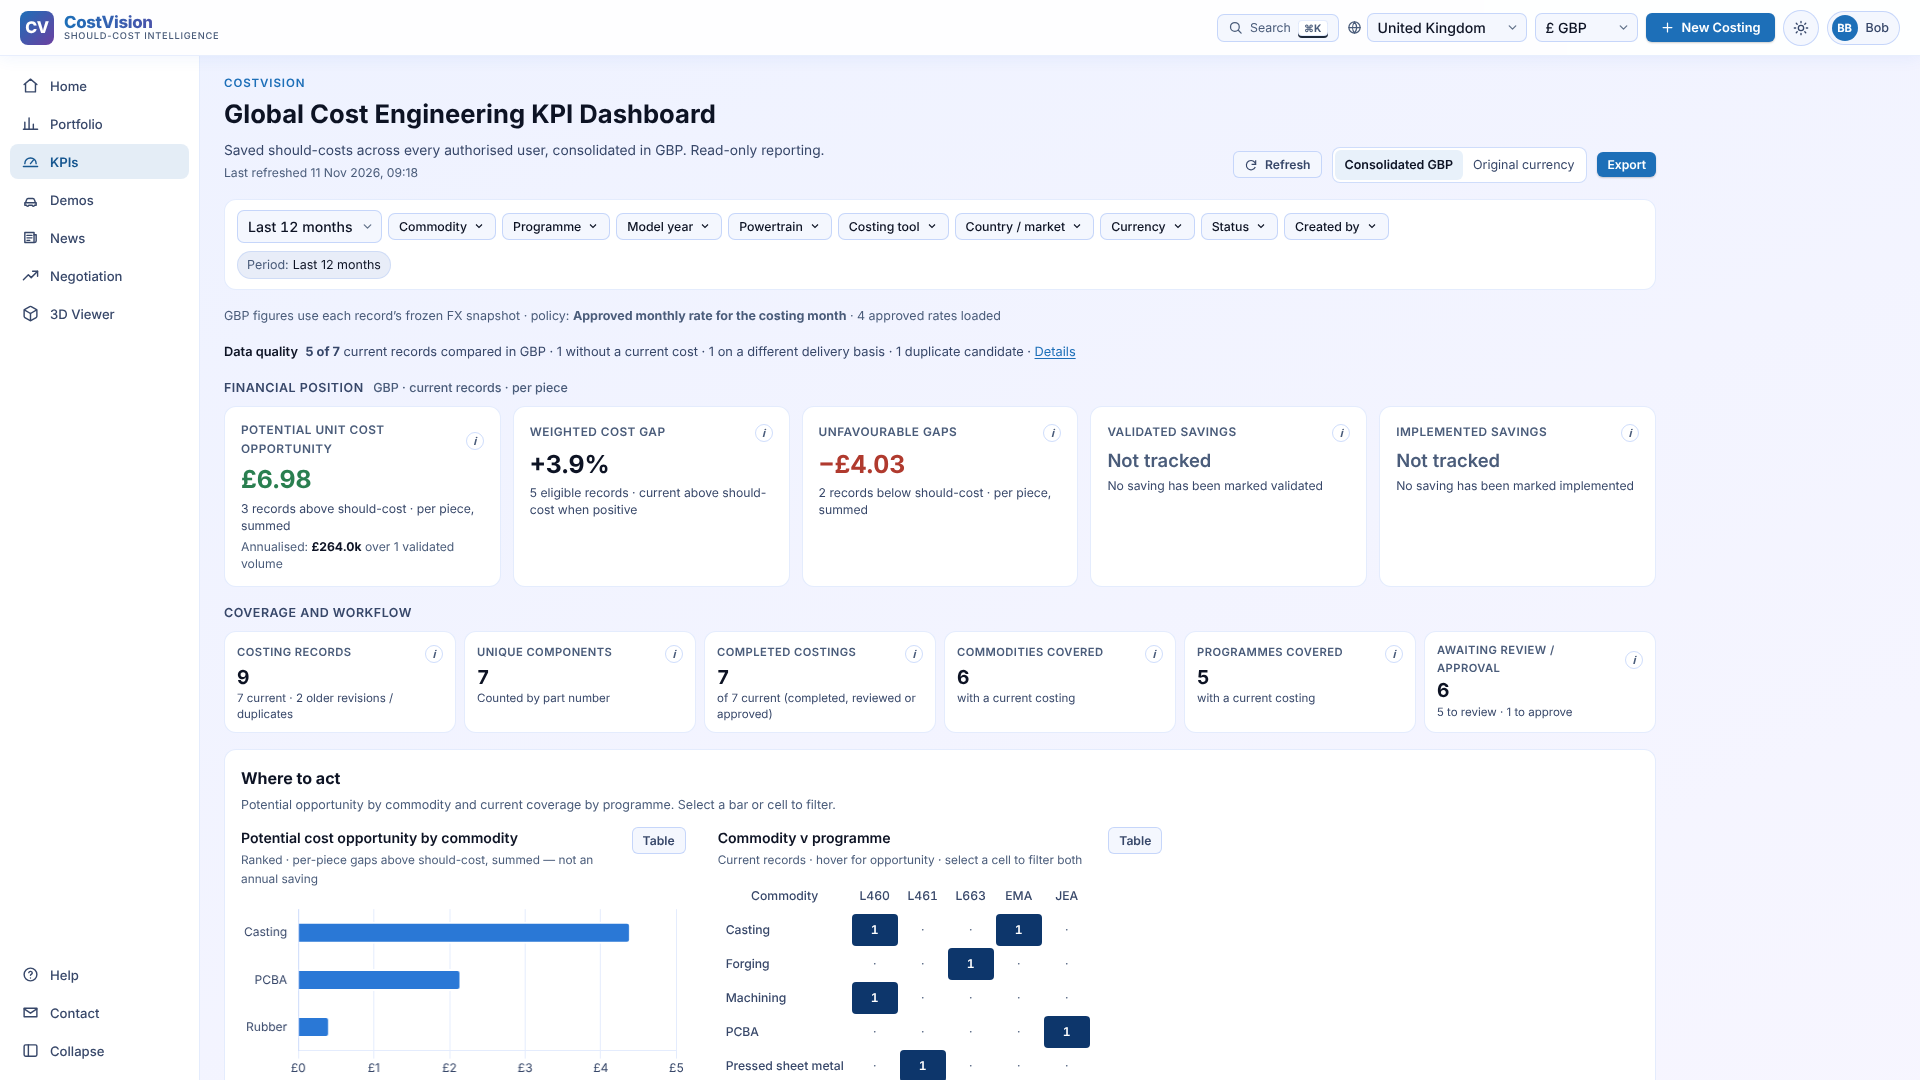 CV
CostVision
SHOULD-COST INTELLIGENCE
Search
⌘K
United Kingdom
£ GBP
New Costing
BB
Bob
Home
Portfolio
KPIs
Demos
News
Negotiation
3D Viewer
Help
Contact
Collapse
COSTVISION
Global Cost Engineering KPI Dashboard
Saved should-costs across every authorised user, consolidated in GBP. Read-only reporting.
Last refreshed 11 Nov 2026, 09:18
Refresh
Consolidated GBP
Original currency
Export
Last 12 months
Commodity
Programme
Model year
Powertrain
Costing tool
Country / market
Currency
Status
Created by
Period: Last 12 months
GBP figures use each record's frozen FX snapshot · policy: Approved monthly rate for the costing month · 4 approved rates loaded
Data quality 5 of 7 current records compared in GBP · 1 without a current cost · 1 on a different delivery basis · 1 duplicate candidate · Details
FINANCIAL POSITION GBP · current records · per piece
POTENTIAL UNIT COST
OPPORTUNITY
i
£6.98
3 records above should-cost · per piece,
summed
Annualised: £264.0k over 1 validated
volume
WEIGHTED COST GAP
i
+3.9%
5 eligible records · current above should-
cost when positive
UNFAVOURABLE GAPS
i
−£4.03
2 records below should-cost · per piece,
summed
VALIDATED SAVINGS
i
Not tracked
No saving has been marked validated
IMPLEMENTED SAVINGS
i
Not tracked
No saving has been marked implemented
COVERAGE AND WORKFLOW
COSTING RECORDS
i
9
7 current · 2 older revisions /
duplicates
UNIQUE COMPONENTS
i
7
Counted by part number
COMPLETED COSTINGS
i
7
of 7 current (completed, reviewed or
approved)
COMMODITIES COVERED
i
6
with a current costing
PROGRAMMES COVERED
i
5
with a current costing
AWAITING REVIEW /
APPROVAL
i
6
5 to review · 1 to approve
Where to act
Potential opportunity by commodity and current coverage by programme. Select a bar or cell to filter.
Potential cost opportunity by commodity
Table
Ranked · per-piece gaps above should-cost, summed — not an
annual saving
Casting
PCBA
Rubber
£0 £1 £2 £3 £4 £5
Commodity v programme
Table
Current records · hover for opportunity · select a cell to filter both
Commodity L460 L461 L663 EMA JEA
Casting 1 · · 1 ·
Forging · · 1 · ·
Machining 1 · · · ·
PCBA · · · · 1
Pressed sheet metal · 1 · · ·